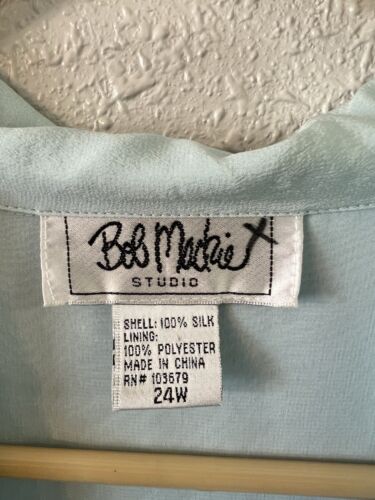 Bob Mackie
STUDIO
SHELL: 100% SILK
LINING:
100% POLYESTER
MADE IN CHINA
RN# 103679
24W